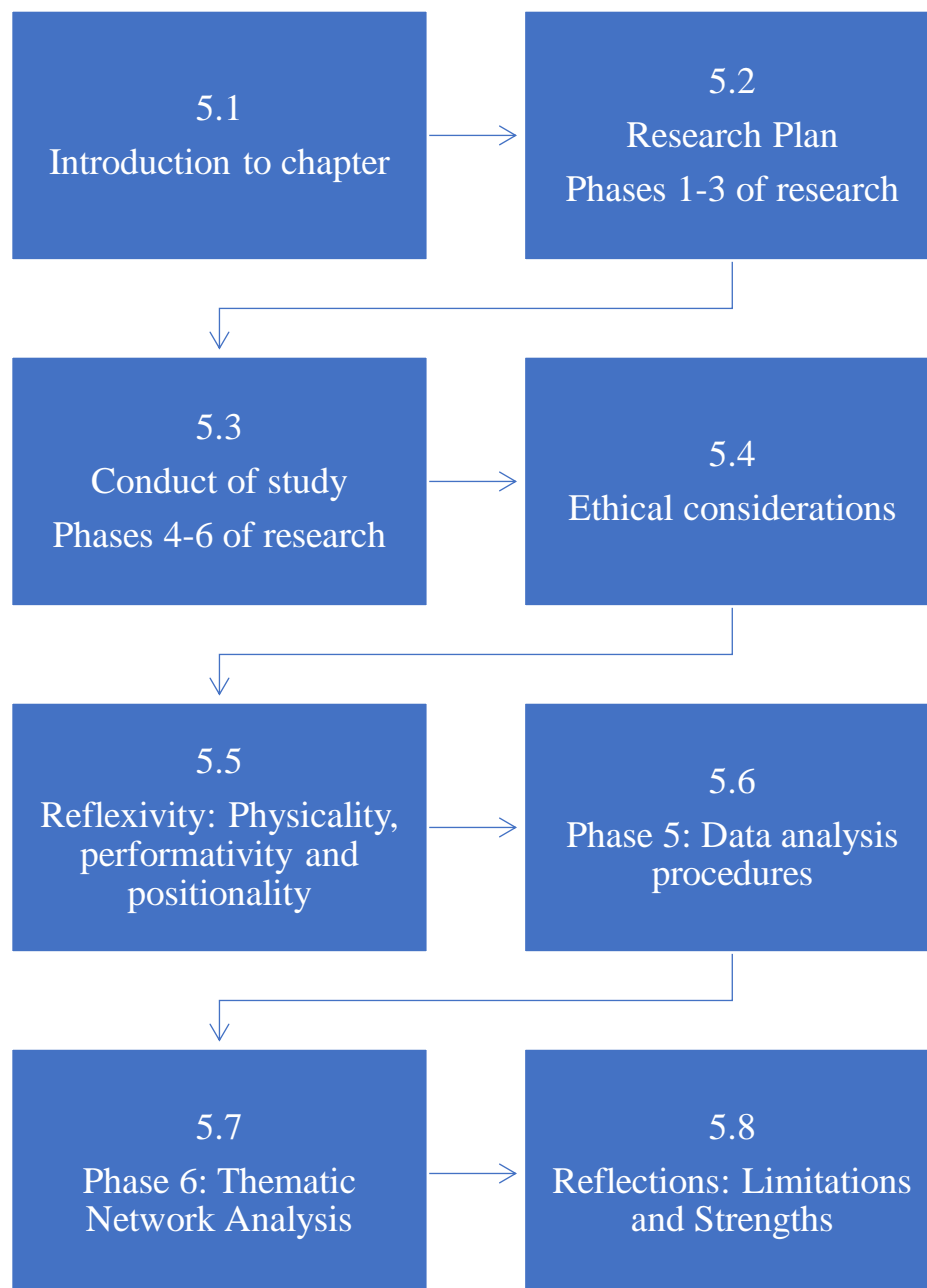 5.1
Introduction to chapter
5.2
Research Plan
Phases 1-3 of research
5.3
Conduct of study
Phases 4-6 of research
5.4
Ethical considerations
5.5
Reflexivity: Physicality,
performativity and
positionality
5.6
Phase 5: Data analysis
procedures
5.7
Phase 6: Thematic
Network Analysis
5.8
Reflections: Limitations
and Strengths